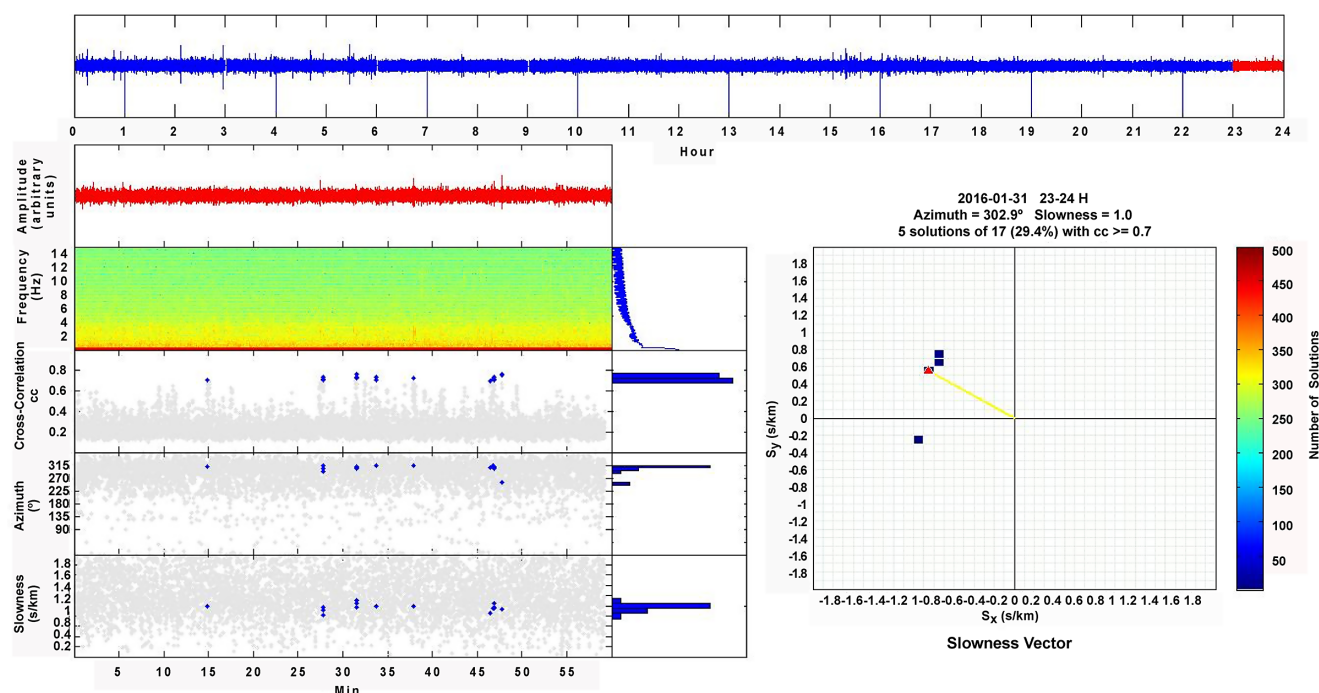 0 1 2 3 4 5 6 7 8 9 10 11 12 13 14 15 16 17 18 19 20 21 22 23 24
Hour
Amplitude
(arbitrary
units)
2016-01-31 23-24 H
Azimuth = 302.9º Slowness = 1.0
5 solutions of 17 (29.4%) with cc >= 0.7
Frequency
(Hz)
14
12
10
8
6
4
2
Cross-Correlation
cc
0.8
0.6
0.4
0.2
Azimuth
(º)
315
270
225
180
135
90
Slowness
(s/km)
1.8
1.6
1.4
1.2
1
0.8
0.4
0.2
5 10 15 20 25 30 35 40 45 50 55
Min
Sy (s/km)
1.8
1.6
1.4
1.2
1
0.8
0.6
0.4
0.2
0
-0.2
-0.4
-0.6
-0.8
-1
-1.2
-1.4
-1.6
-1.8
-1.8-1.6-1.4-1.2 -1-0.8-0.6-0.4-0.2 0 0.2 0.4 0.6 0.8 1 1.2 1.4 1.6 1.8
Sx (s/km)
Slowness Vector
500
450
400
350
300
250
200
150
100
50
Number of Solutions